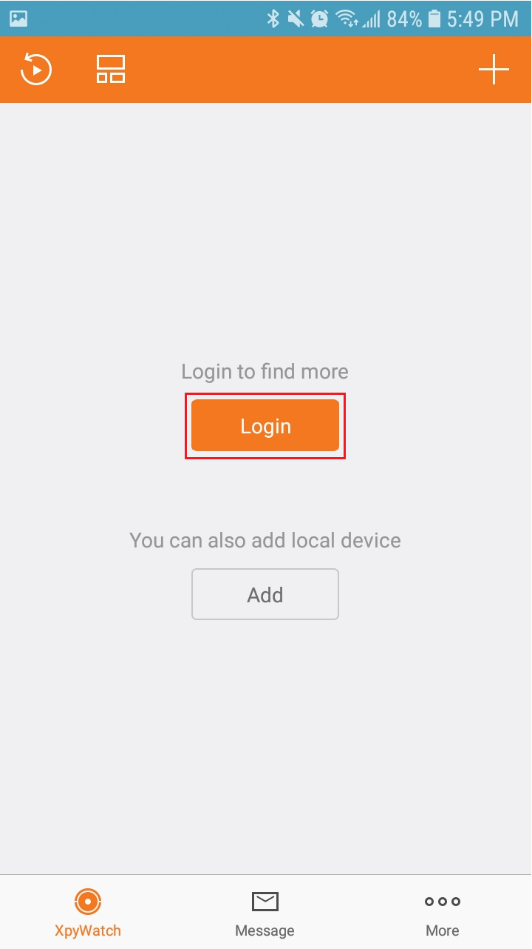 84% 5:49 PM
Login to find more
Login
You can also add local device
Add
XpyWatch Message More